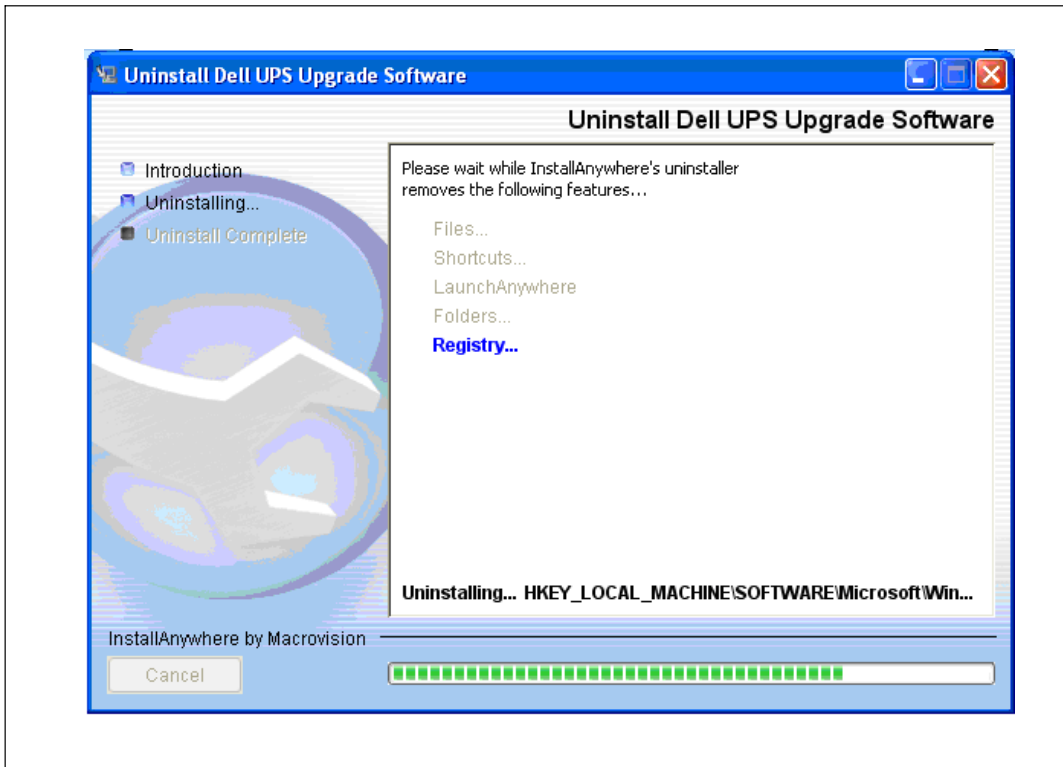 Uninstall Dell UPS Upgrade Software
Uninstall Dell UPS Upgrade Software
Introduction
Uninstalling...
Uninstall Complete
Please wait while InstallAnywhere's uninstaller
removes the following features...
Files...
Shortcuts...
LaunchAnywhere
Folders...
Registry...
Uninstalling... HKEY_LOCAL_MACHINE\SOFTWARE\Microsoft\Win...
InstallAnywhere by Macrovision
Cancel